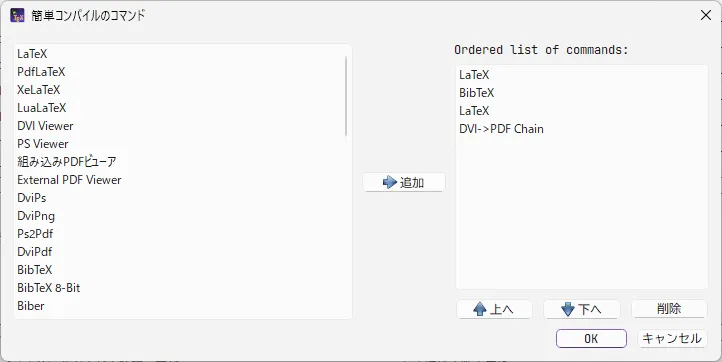 簡単コンパイルのコマンド
LaTeX
PdfLaTeX
XeLaTeX
LuaLaTeX
DVI Viewer
PS Viewer
組み込みPDFビューア
External PDF Viewer
DviPs
DviPng
Ps2Pdf
DviPdf
BibTeX
BibTeX 8-Bit
Biber
追加
Ordered list of commands:
LaTeX
BibTeX
LaTeX
DVI->PDF Chain
上へ
下へ
削除
OK
キャンセル